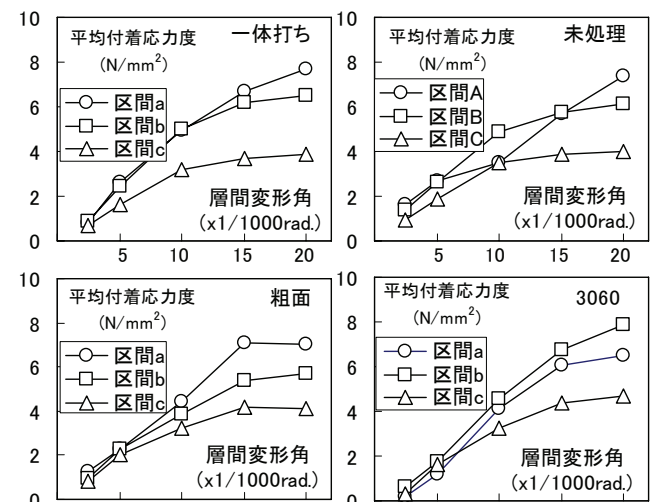 10
平均付着応力度
一体打ち
8
(N/mm²)
区間a
6
区間b
区間c
4
2
層間変形角
(x1/1000rad.)
0
5 10 15 20
10
平均付着応力度
未処理
8
(N/mm²)
区間A
6
区間B
区間C
4
2
層間変形角
(x1/1000rad.)
0
5 10 15 20
10
平均付着応力度
粗面
8
(N/mm²)
区間a
6
区間b
区間c
4
2
層間変形角
(x1/1000rad.)
0
10
平均付着応力度
3060
8
(N/mm²)
区間a
6
区間b
区間c
4
2
層間変形角
(x1/1000rad.)
0